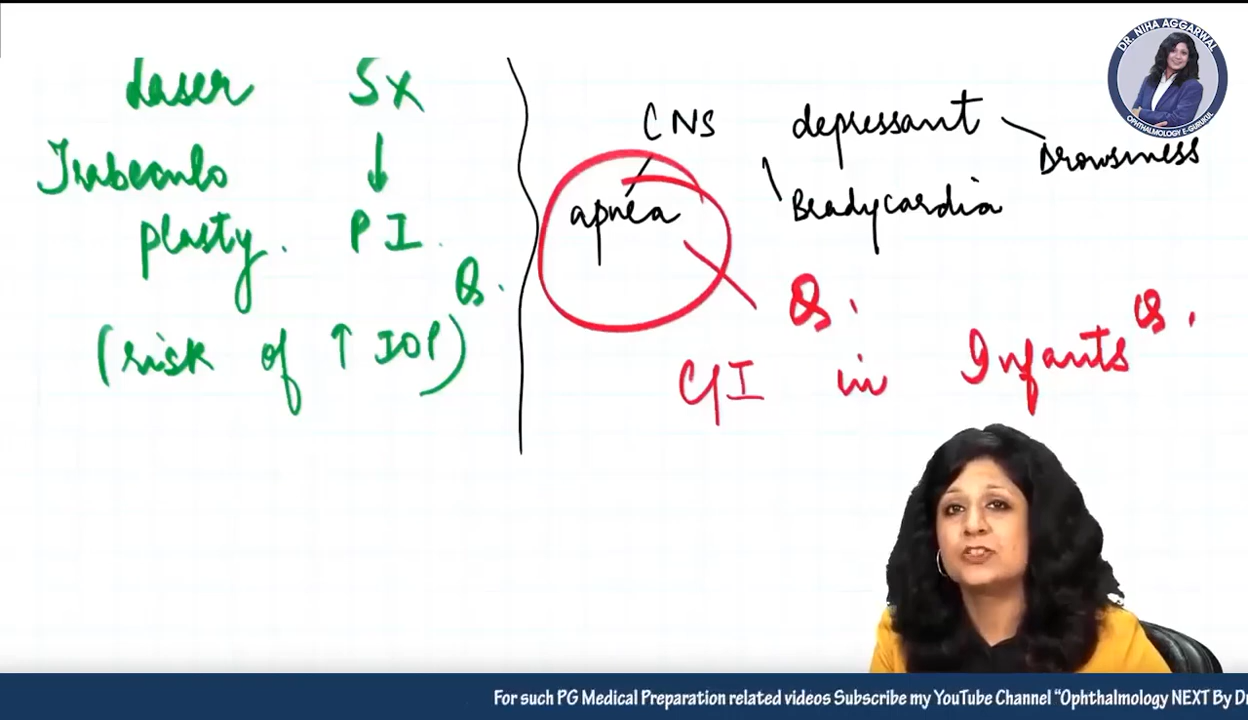 Laser Sx
↓
Trabeculo
plasty. PI.
Q.
(risk of ↑ IOP)
CNS depressant
Drowsiness
apnea Bradycardia
Q. Q.
CI in Infants
DR. NIHA AGGARWAL
OPHTHALMOLOGY E-GURUKUL
For such PG Medical Preparation related videos Subscribe my YouTube Channel “Ophthalmology NEXT By D